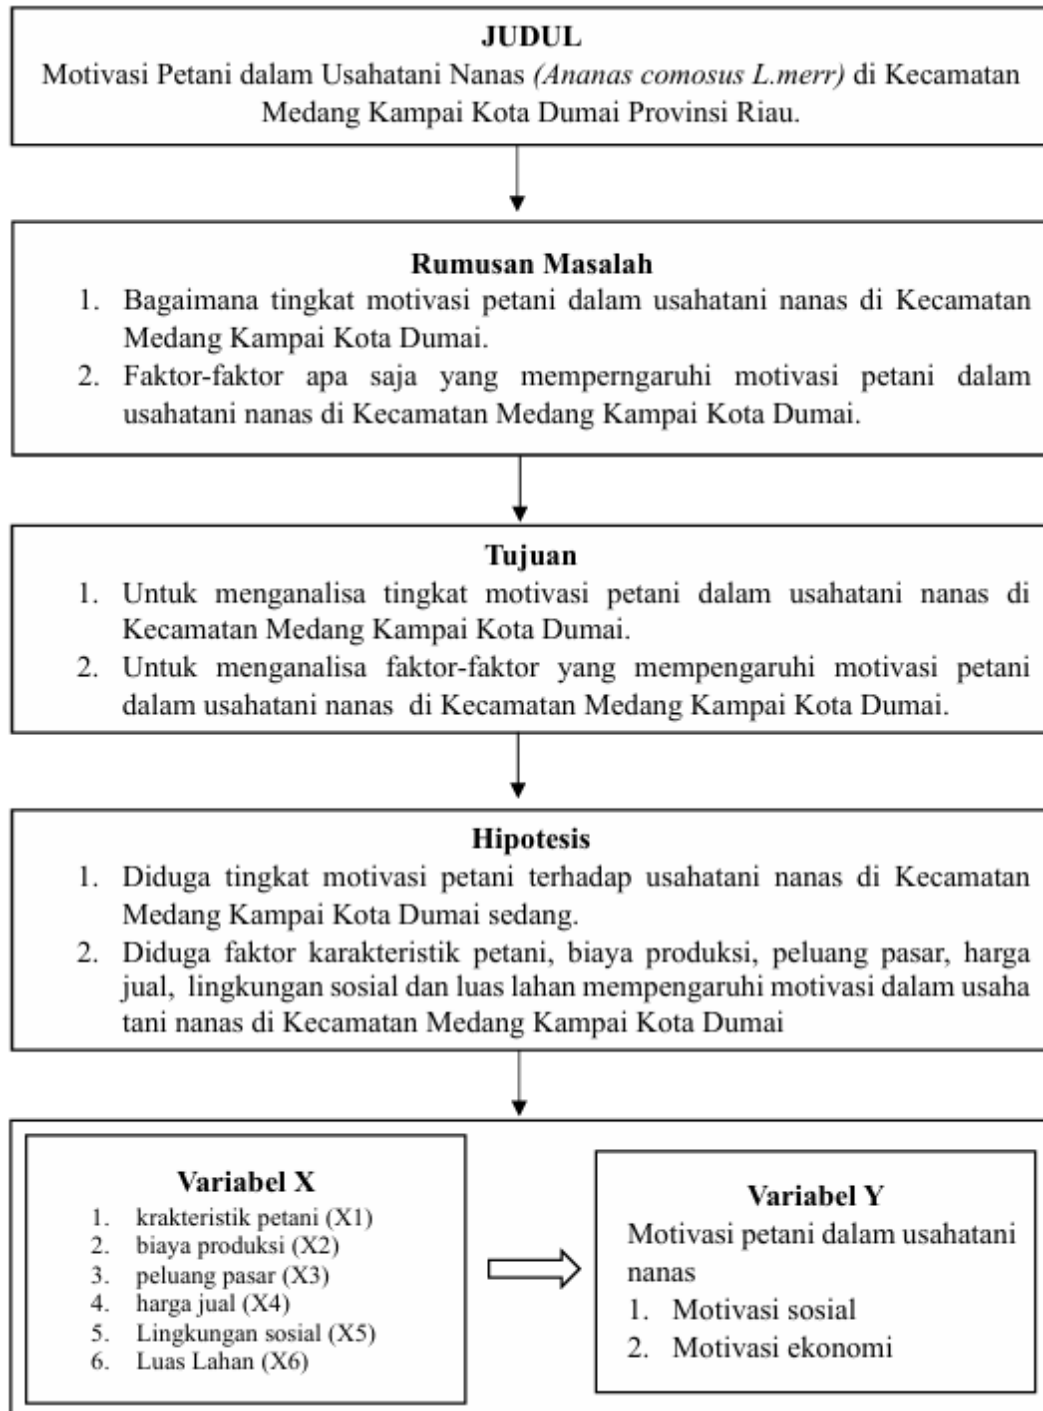 JUDUL
Motivasi Petani dalam Usahatani Nanas (Ananas comosus L.merr) di Kecamatan
Medang Kampai Kota Dumai Provinsi Riau.
Rumusan Masalah
1. Bagaimana tingkat motivasi petani dalam usahatani nanas di Kecamatan
Medang Kampai Kota Dumai.
2. Faktor-faktor apa saja yang memperngaruhi motivasi petani dalam
usahatani nanas di Kecamatan Medang Kampai Kota Dumai.
Tujuan
1. Untuk menganalisa tingkat motivasi petani dalam usahatani nanas di
Kecamatan Medang Kampai Kota Dumai.
2. Untuk menganalisa faktor-faktor yang mempengaruhi motivasi petani
dalam usahatani nanas di Kecamatan Medang Kampai Kota Dumai.
Hipotesis
1. Diduga tingkat motivasi petani terhadap usahatani nanas di Kecamatan
Medang Kampai Kota Dumai sedang.
2. Diduga faktor karakteristik petani, biaya produksi, peluang pasar, harga
jual, lingkungan sosial dan luas lahan mempengaruhi motivasi dalam usaha
tani nanas di Kecamatan Medang Kampai Kota Dumai
Variabel X
1. krakteristik petani (X1)
2. biaya produksi (X2)
3. peluang pasar (X3)
4. harga jual (X4)
5. Lingkungan sosial (X5)
6. Luas Lahan (X6)
Variabel Y
Motivasi petani dalam usahatani
nanas
1. Motivasi sosial
2. Motivasi ekonomi